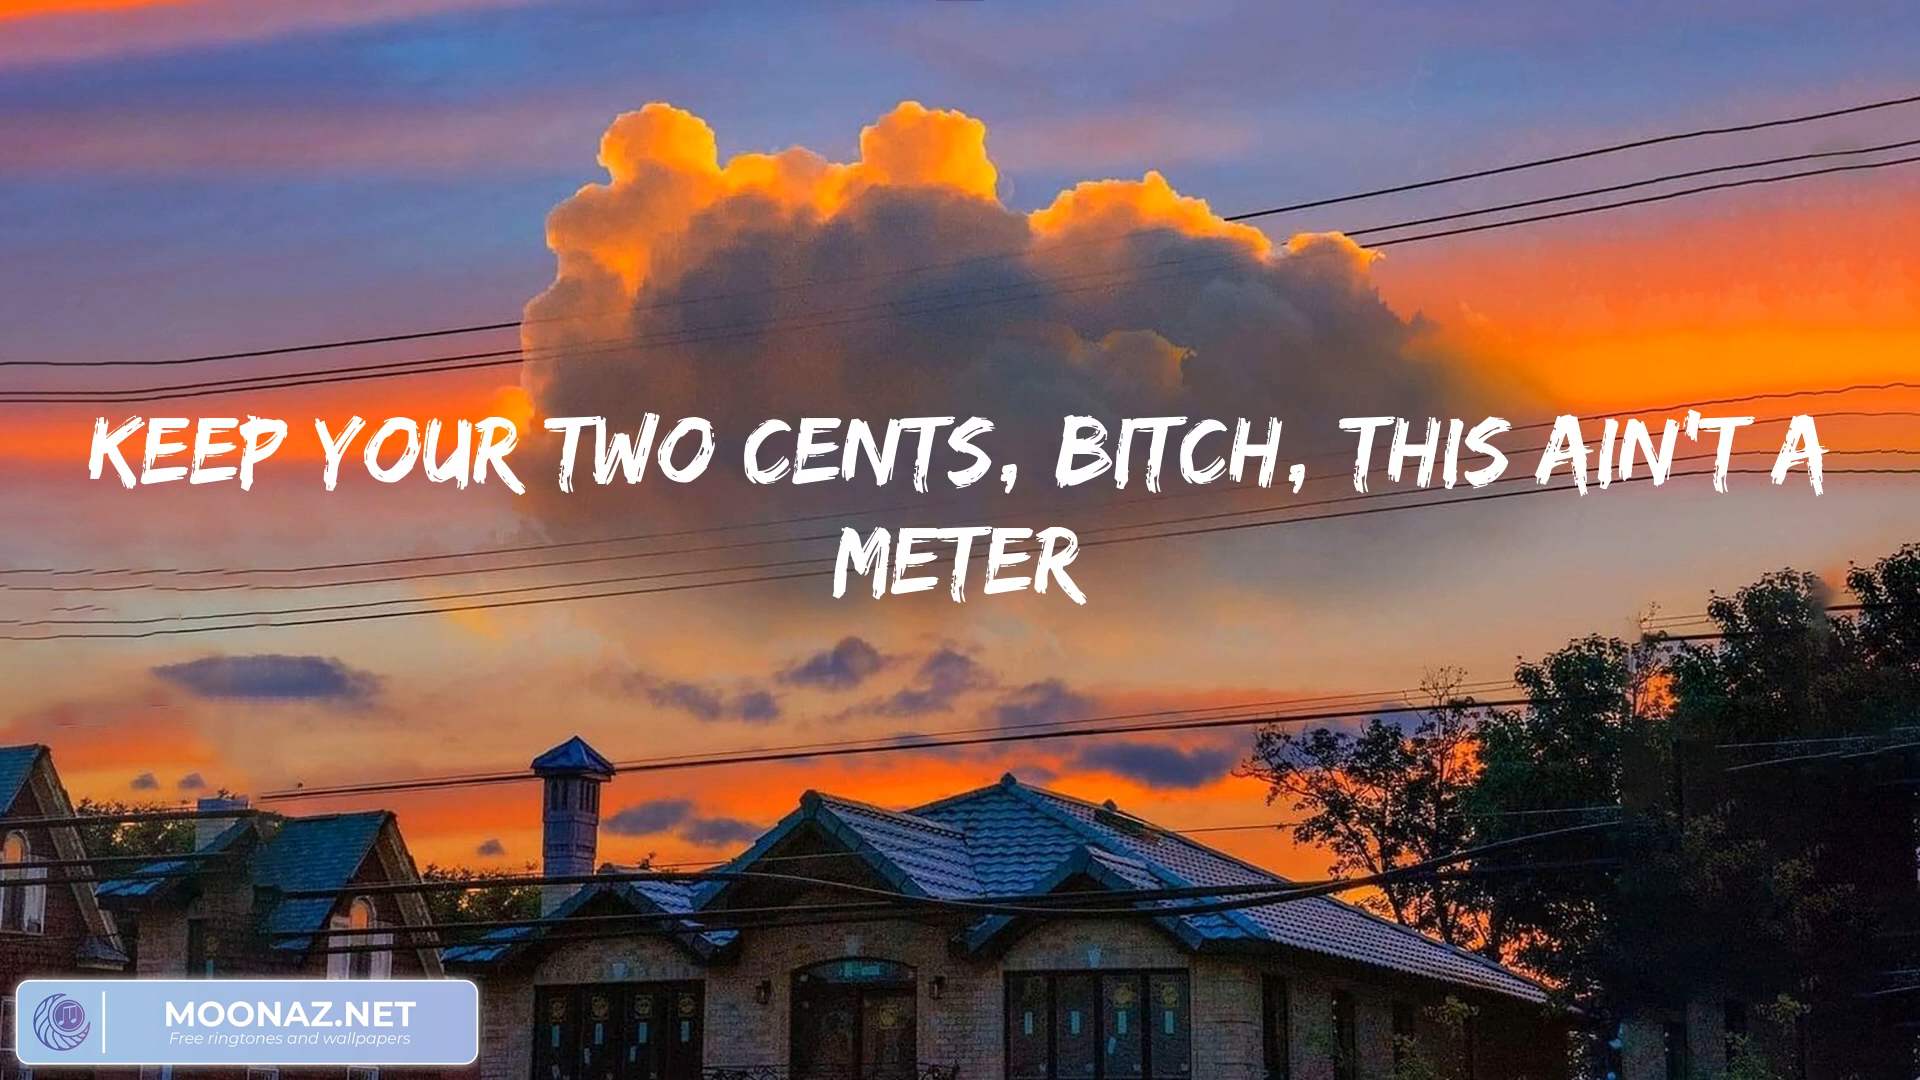 KEEP YOUR TWO CENTS, BITCH, THIS AIN'T A
METER
MOONAZ.NET
Free ringtones and wallpapers